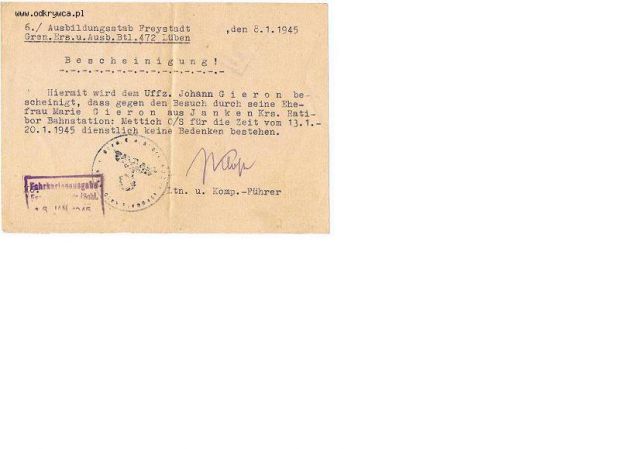 www.odkrywca.pl
6./ Ausbildungsstab Freystadt ,den 8.1.1945
Gren.Ers.u.Ausb.Btl.472 Lüben
Bescheinigung!
Hiermit wird dem Uffz. Johann Gieron be-
scheinigt, dass gegen den Besuch durch seine Ehe-
frau Marie Gieron aus Janken Krs. Rati-
bor Bahnstation: Mettich O/S für die Zeit vom 13.1.-
20.1.1945 dienstlich keine Bedenken bestehen.
Ltn. u. Komp.-Führer
Fahrkartenausgabe
JAN 1945